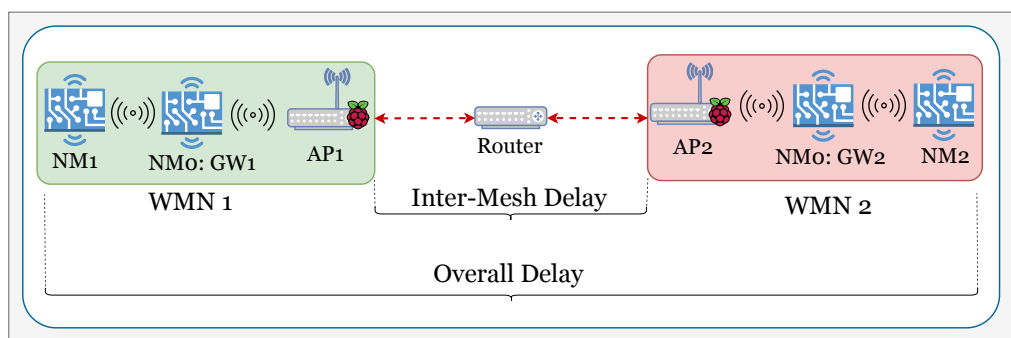 NM1
NM0: GW1
AP1
Router
AP2
NM0: GW2
NM2
WMN 1
Inter-Mesh Delay
WMN 2
Overall Delay